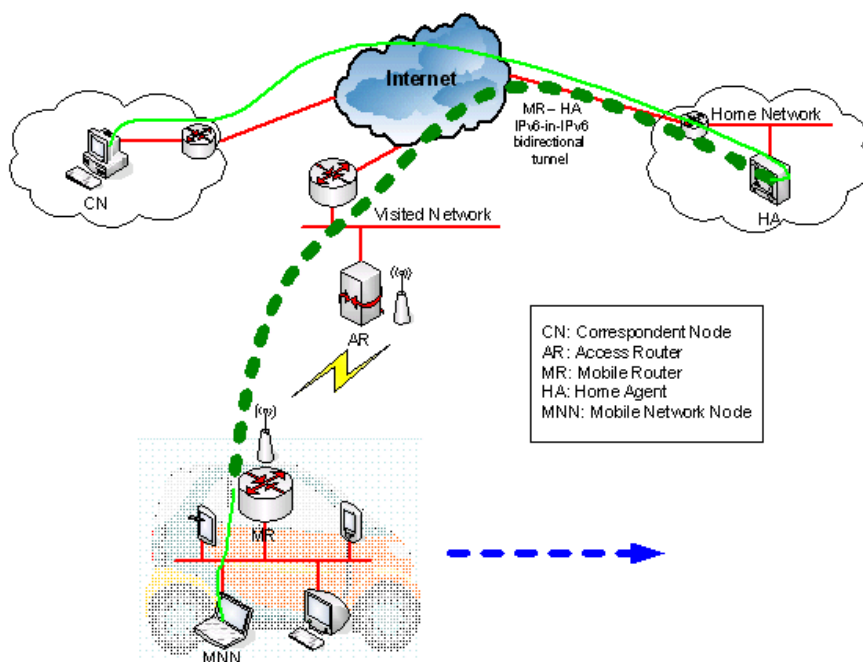 Internet
MR – HA
IPv6-in-IPv6
bidirectional
tunnel
Home Network
CN
HA
Visited Network
AR
CN: Correspondent Node
AR: Access Router
MR: Mobile Router
HA: Home Agent
MNN: Mobile Network Node
MR
MNN